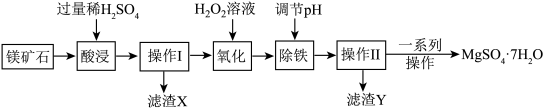 过量稀H₂SO₄ H₂O₂溶液 调节pH
镁矿石 酸浸 操作Ⅰ 氧化 除铁 操作Ⅱ 一系列操作 MgSO₄·7H₂O
滤渣X 滤渣Y